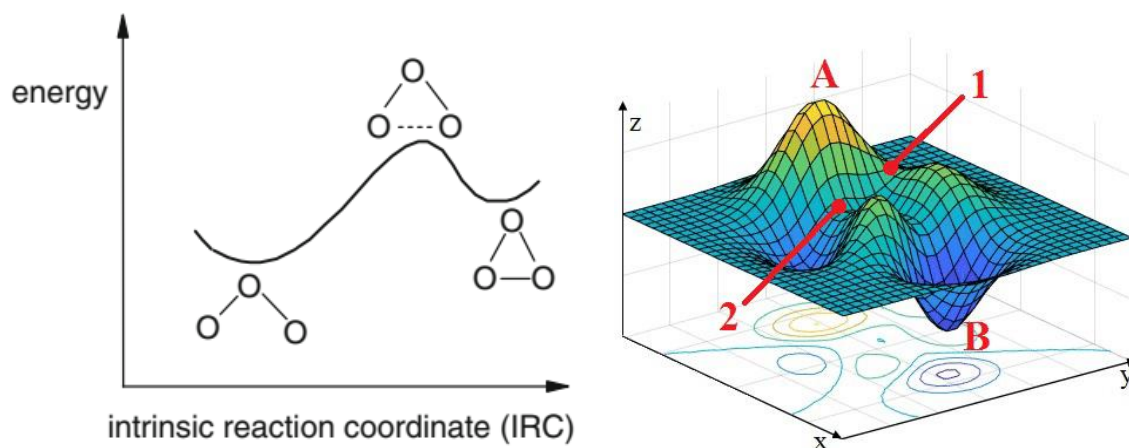 energy
O
O O
O
O O
O
O O
intrinsic reaction coordinate (IRC)
A
1
z
2
B
x
y